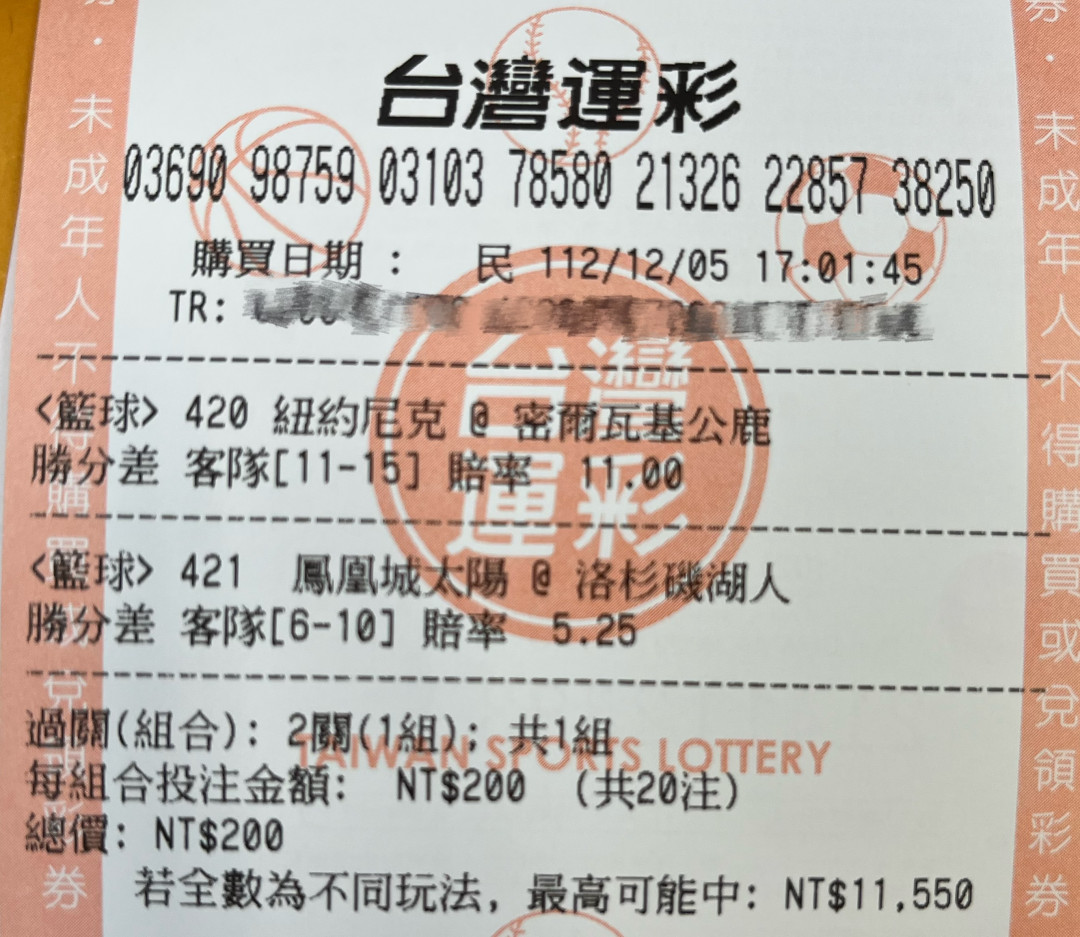 台灣運彩
03690 98759 03103 78580 21326 22857 38250
購買日期 : 民 112/12/05 17:01:45
TR:
<籃球> 420 紐約尼克 @ 密爾瓦基公鹿
勝分差 客隊[11-15] 賠率 11.00
<籃球> 421 鳳凰城太陽 @ 洛杉磯湖人
勝分差 客隊[6-10] 賠率 5.25
過關(組合): 2關(1組); 共1組
每組合投注金額: NT$200 (共20注)
總價: NT$200
若全數為不同玩法, 最高可能中: NT$11,550
台灣運彩
TAIWAN SPORTS LOTTERY
券·未成年人不得購買或兌領彩券
券·未成年人不得購買或兌領彩券